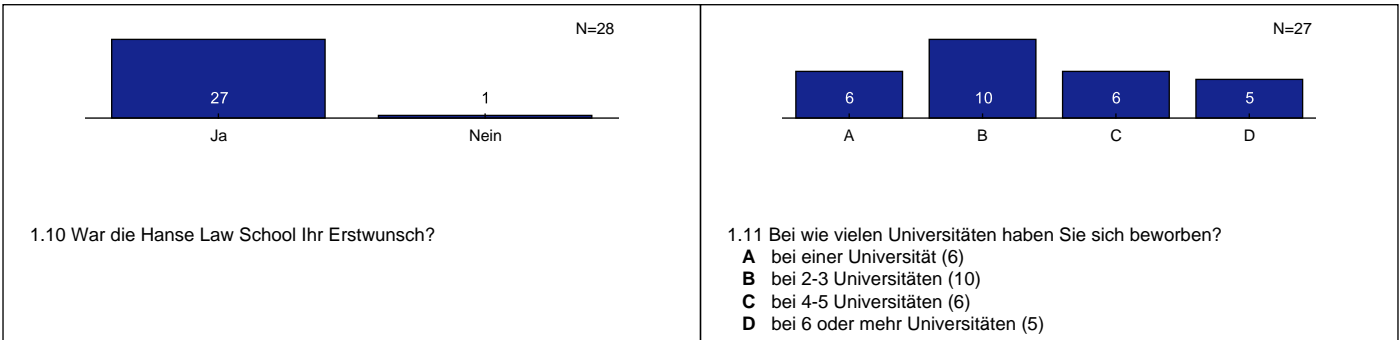 N=28
27
1
Ja
Nein
1.10 War die Hanse Law School Ihr Erstwunsch?
N=27
6
10
6
5
A
B
C
D
1.11 Bei wie vielen Universitäten haben Sie sich beworben?
A bei einer Universität (6)
B bei 2-3 Universitäten (10)
C bei 4-5 Universitäten (6)
D bei 6 oder mehr Universitäten (5)